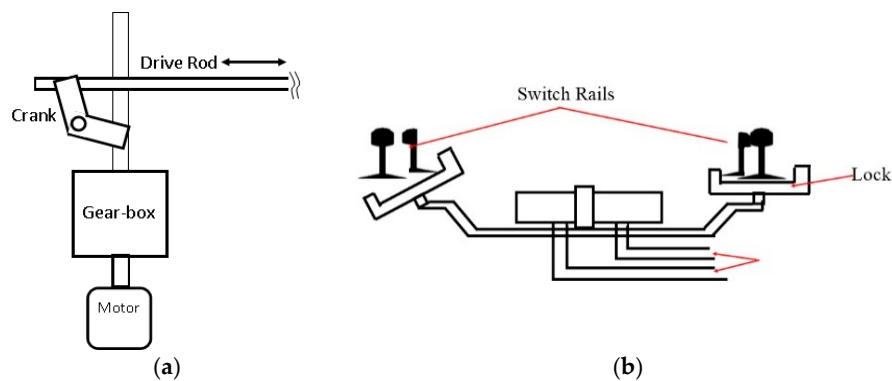 Drive Rod
Crank
Gear-box
Motor
(a)
Switch Rails
Lock
(b)